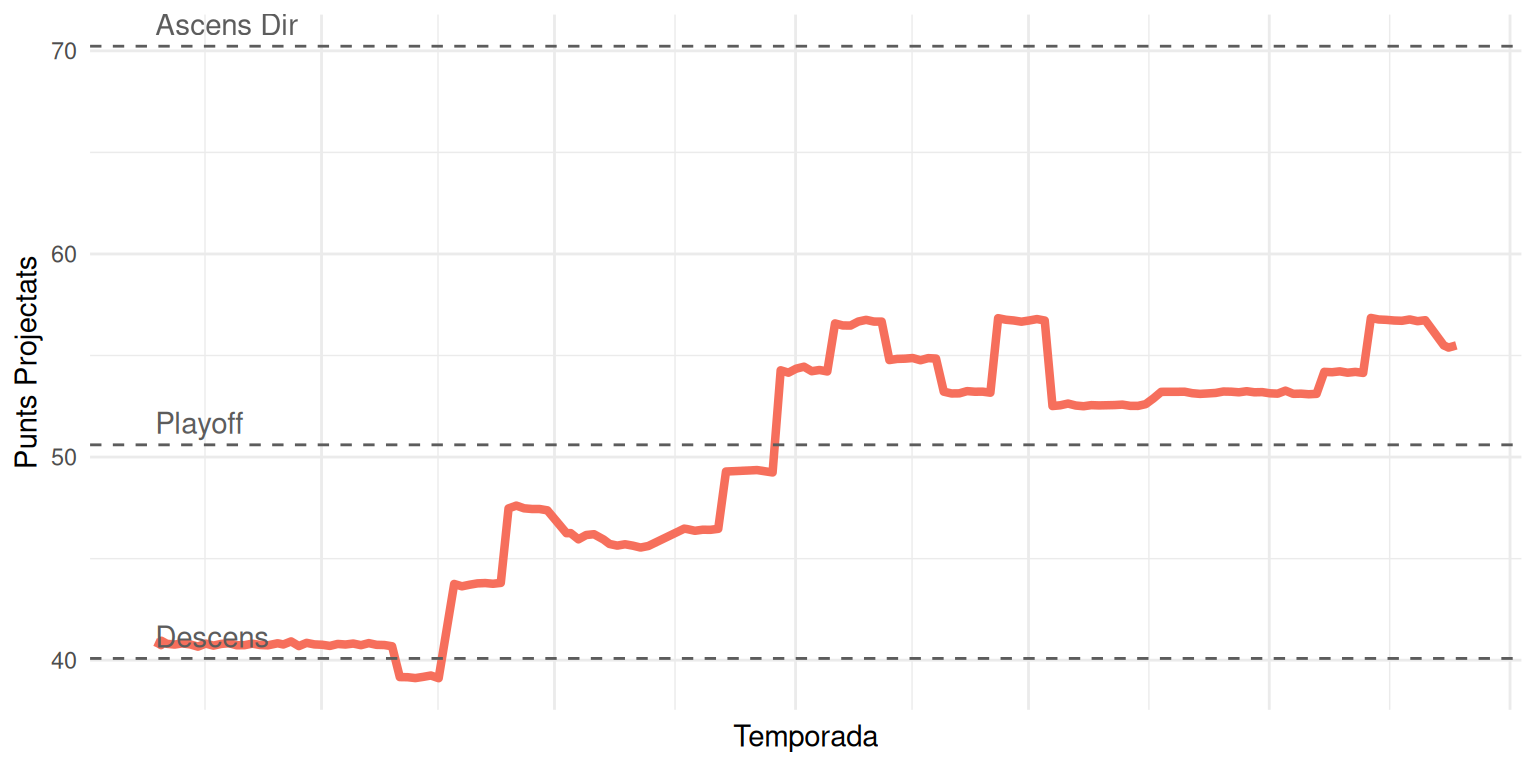 Ascens Dir
70
60
Punts Projectats
Playoff
50
Descens
40
Temporada